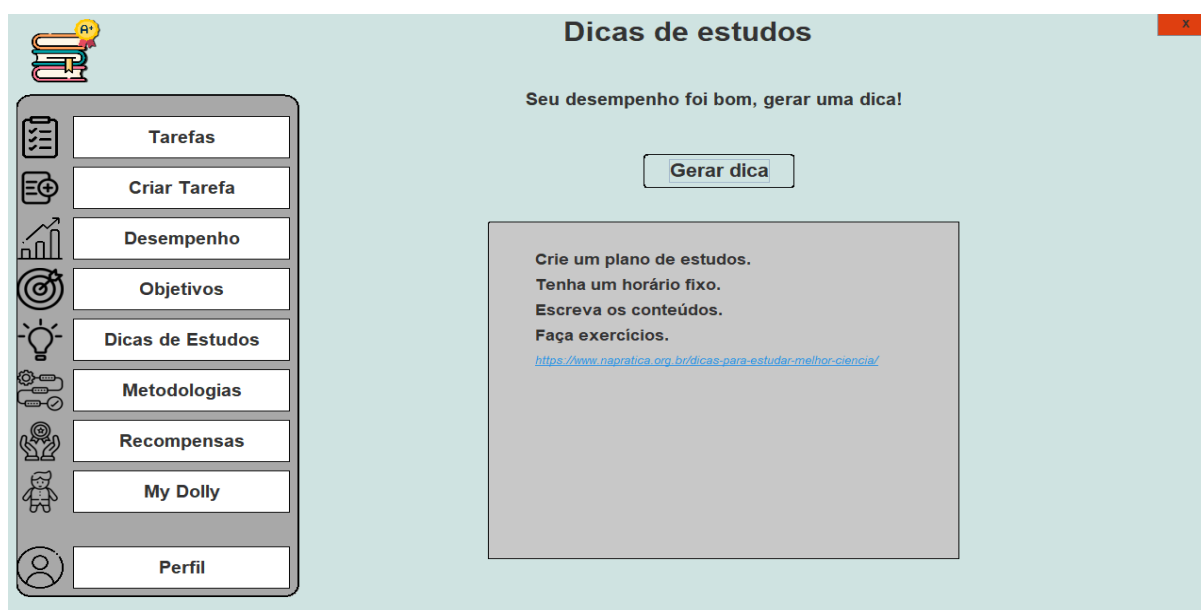 A+
Dicas de estudos
x
Seu desempenho foi bom, gerar uma dica!
Gerar dica
Tarefas
Criar Tarefa
Desempenho
Objetivos
Dicas de Estudos
Metodologias
Recompensas
My Dolly
Perfil
Crie um plano de estudos.
Tenha um horário fixo.
Escreva os conteúdos.
Faça exercícios.
https://www.napratica.org.br/dicas-para-estudar-melhor-ciencia/